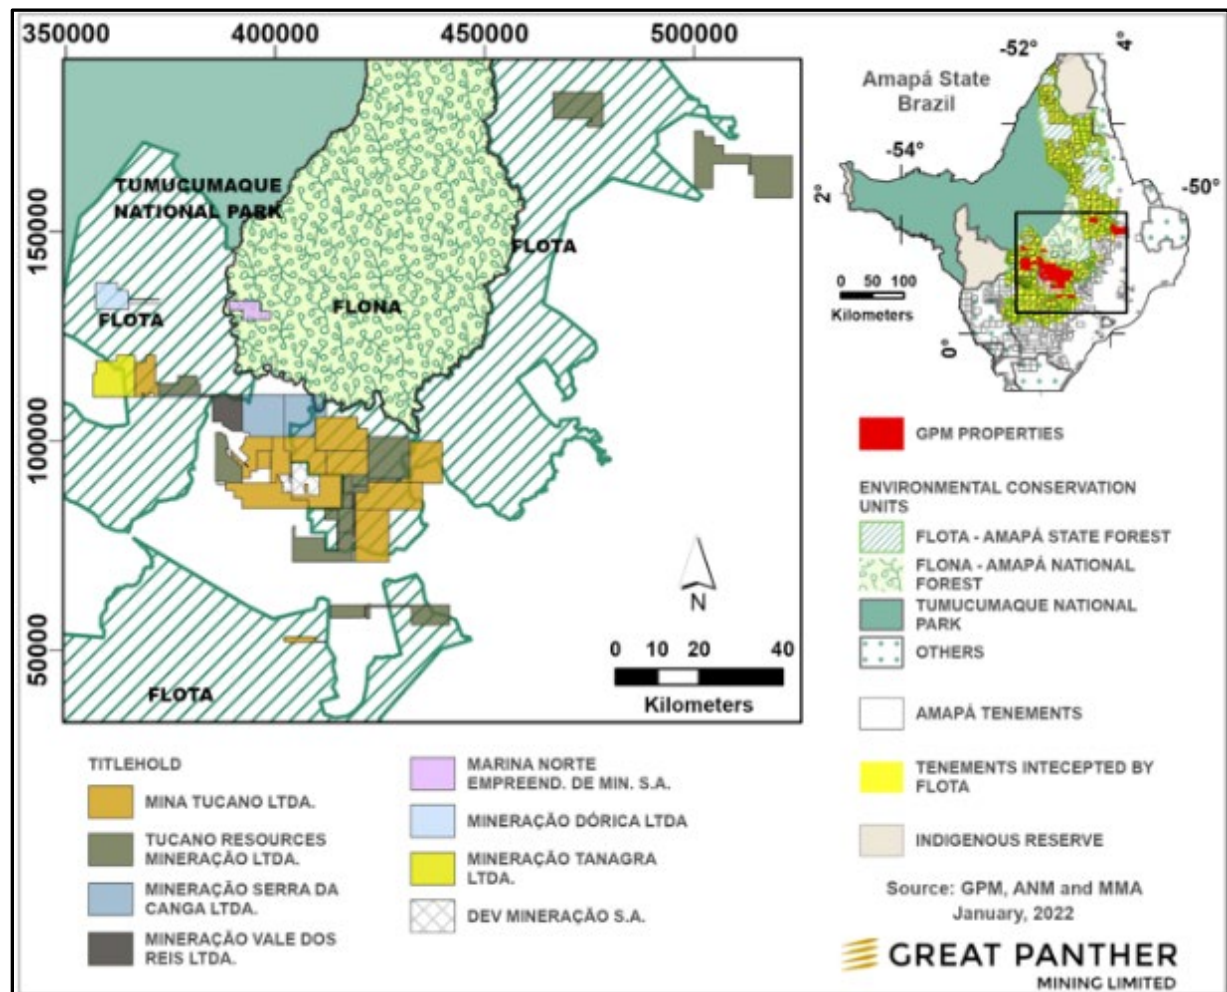 350000
400000
450000
500000
150000
100000
50000
TUMUCUMAQUE
NATIONAL PARK
FLOTA
FLONA
FLOTA
FLOTA
N
0 10 20 40
Kilometers
Amapá State
Brazil
-52°
4°
-54°
-50°
2°
0°
0 50 100
Kilometers
GPM PROPERTIES
ENVIRONMENTAL CONSERVATION
UNITS
FLOTA - AMAPÁ STATE FOREST
FLONA - AMAPÁ NATIONAL
FOREST
TUMUCUMAQUE NATIONAL
PARK
OTHERS
AMAPÁ TENEMENTS
TENEMENTS INTECEPTED BY
FLOTA
INDIGENOUS RESERVE
TITLEHOLD
MINA TUCANO LTDA.
TUCANO RESOURCES
MINERAÇÃO LTDA.
MINERAÇÃO SERRA DA
CANGA LTDA.
MINERAÇÃO VALE DOS
REIS LTDA.
MARINA NORTE
EMPREEND. DE MIN. S.A.
MINERAÇÃO DÓRICA LTDA
MINERAÇÃO TANAGRA
LTDA.
DEV MINERAÇÃO S.A.
Source: GPM, ANM and MMA
January, 2022
GREAT PANTHER
MINING LIMITED